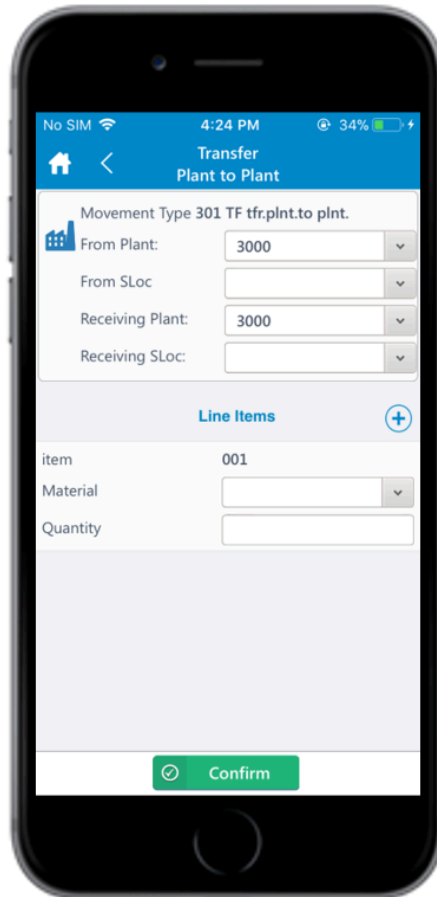 No SIM 4:24 PM 34%
Transfer
Plant to Plant
Movement Type 301 TF tfr.plnt.to plnt.
From Plant: 3000
From SLoc
Receiving Plant: 3000
Receiving SLoc:
Line Items
item 001
Material
Quantity
Confirm